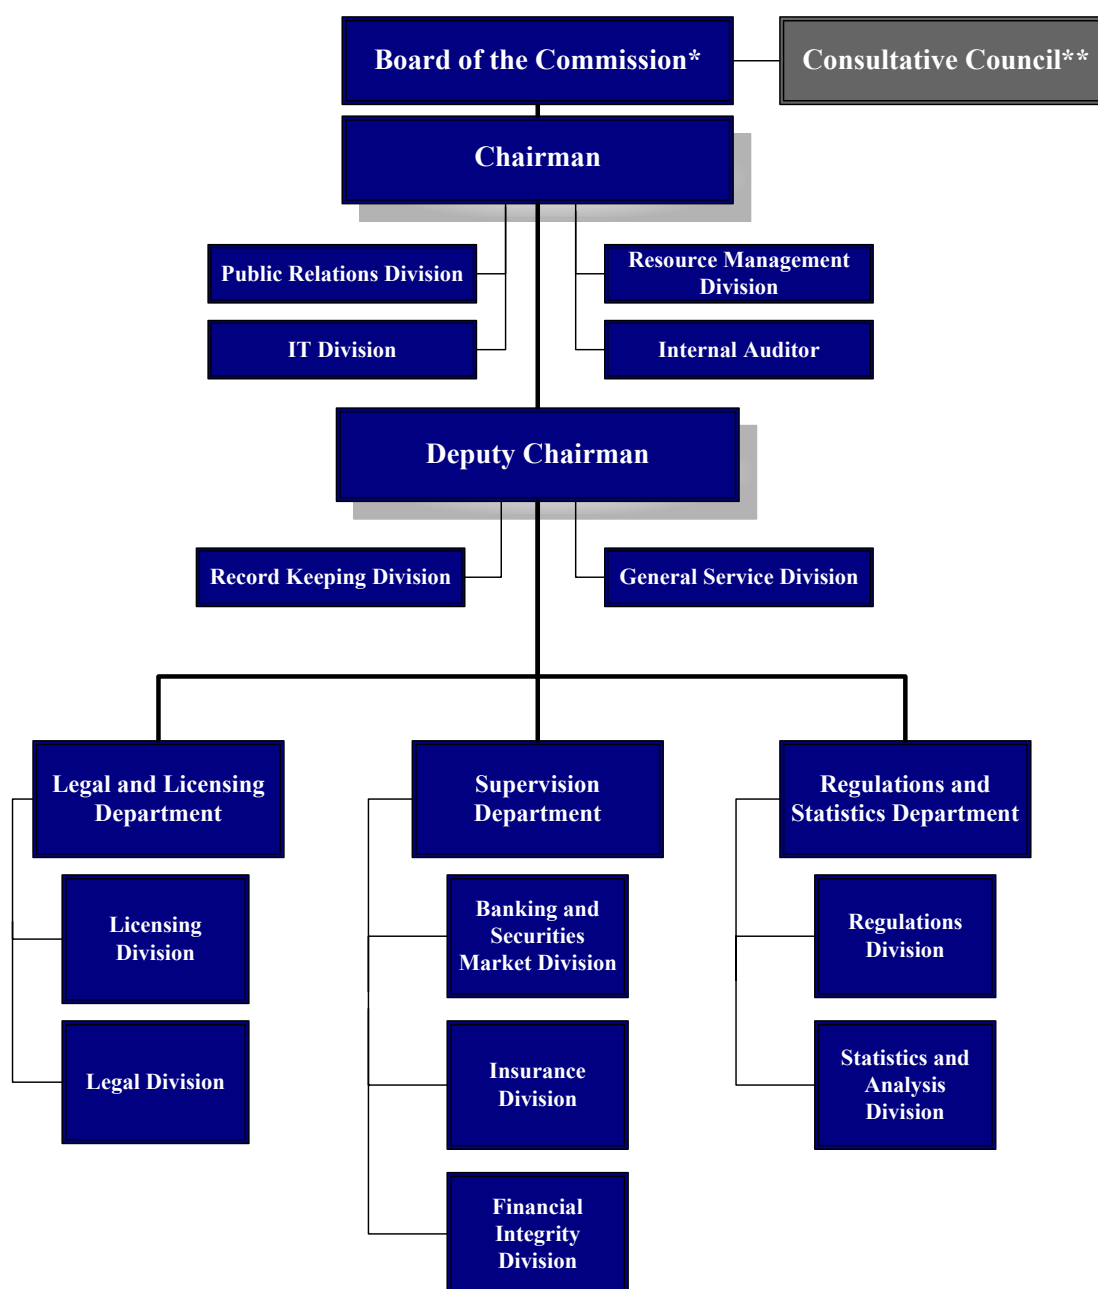 Board of the Commission*
Consultative Council**
Chairman
Public Relations Division
Resource Management
Division
IT Division
Internal Auditor
Deputy Chairman
Record Keeping Division
General Service Division
Legal and Licensing
Department
Supervision
Department
Regulations and
Statistics Department
Licensing
Division
Banking and
Securities
Market Division
Regulations
Division
Legal Division
Insurance
Division
Statistics and
Analysis
Division
Financial
Integrity
Division